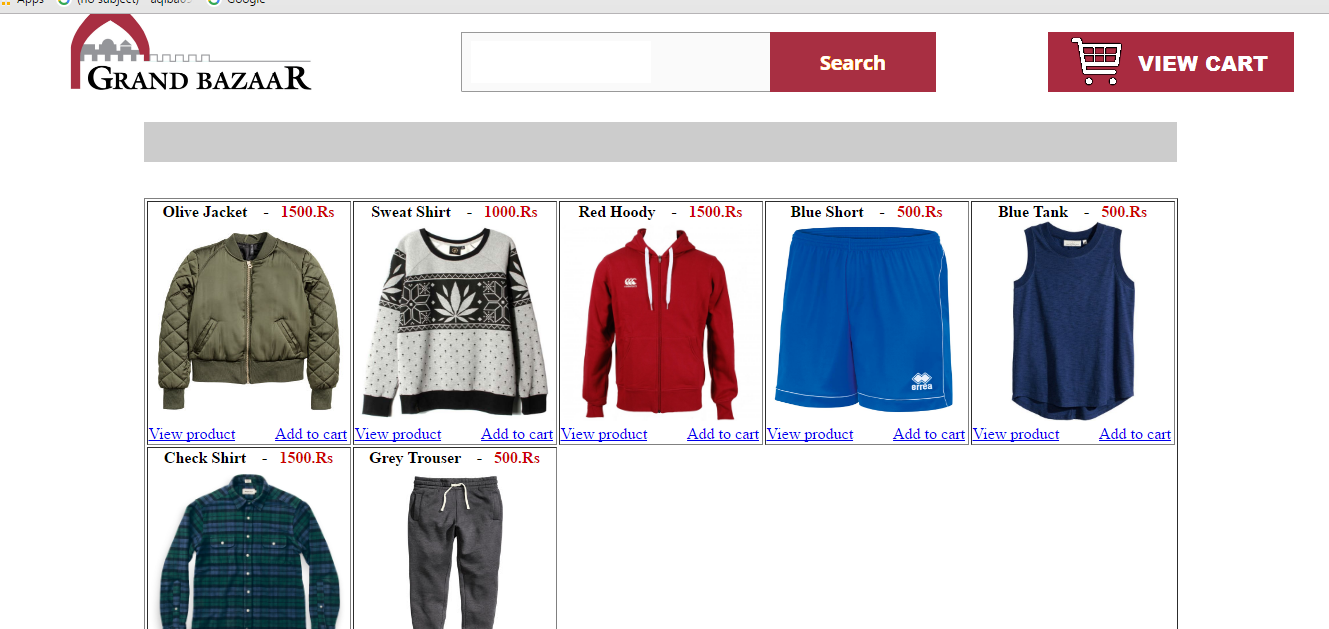 Apps (no subject) - aqiba Google
GRAND BAZAAR
Search
VIEW CART
Olive Jacket - 1500.Rs
Sweat Shirt - 1000.Rs
Red Hoody - 1500.Rs
Blue Short - 500.Rs
Blue Tank - 500.Rs
errea
View product Add to cart
View product Add to cart
View product Add to cart
View product Add to cart
View product Add to cart
Check Shirt - 1500.Rs
Grey Trouser - 500.Rs